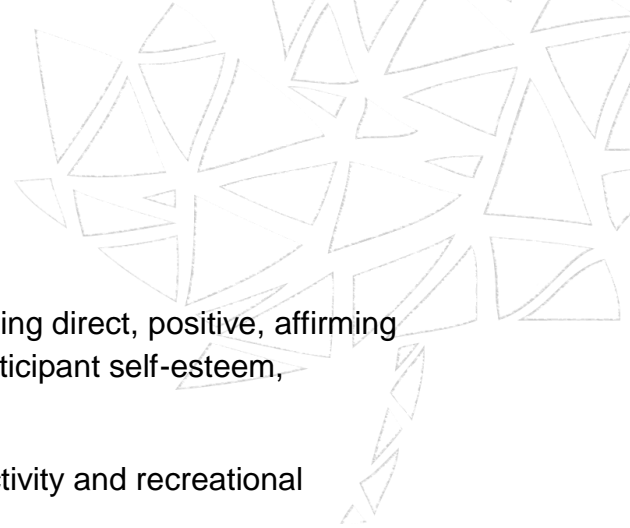 ing direct, positive, affirming
ticipant self-esteem,
tivity and recreational